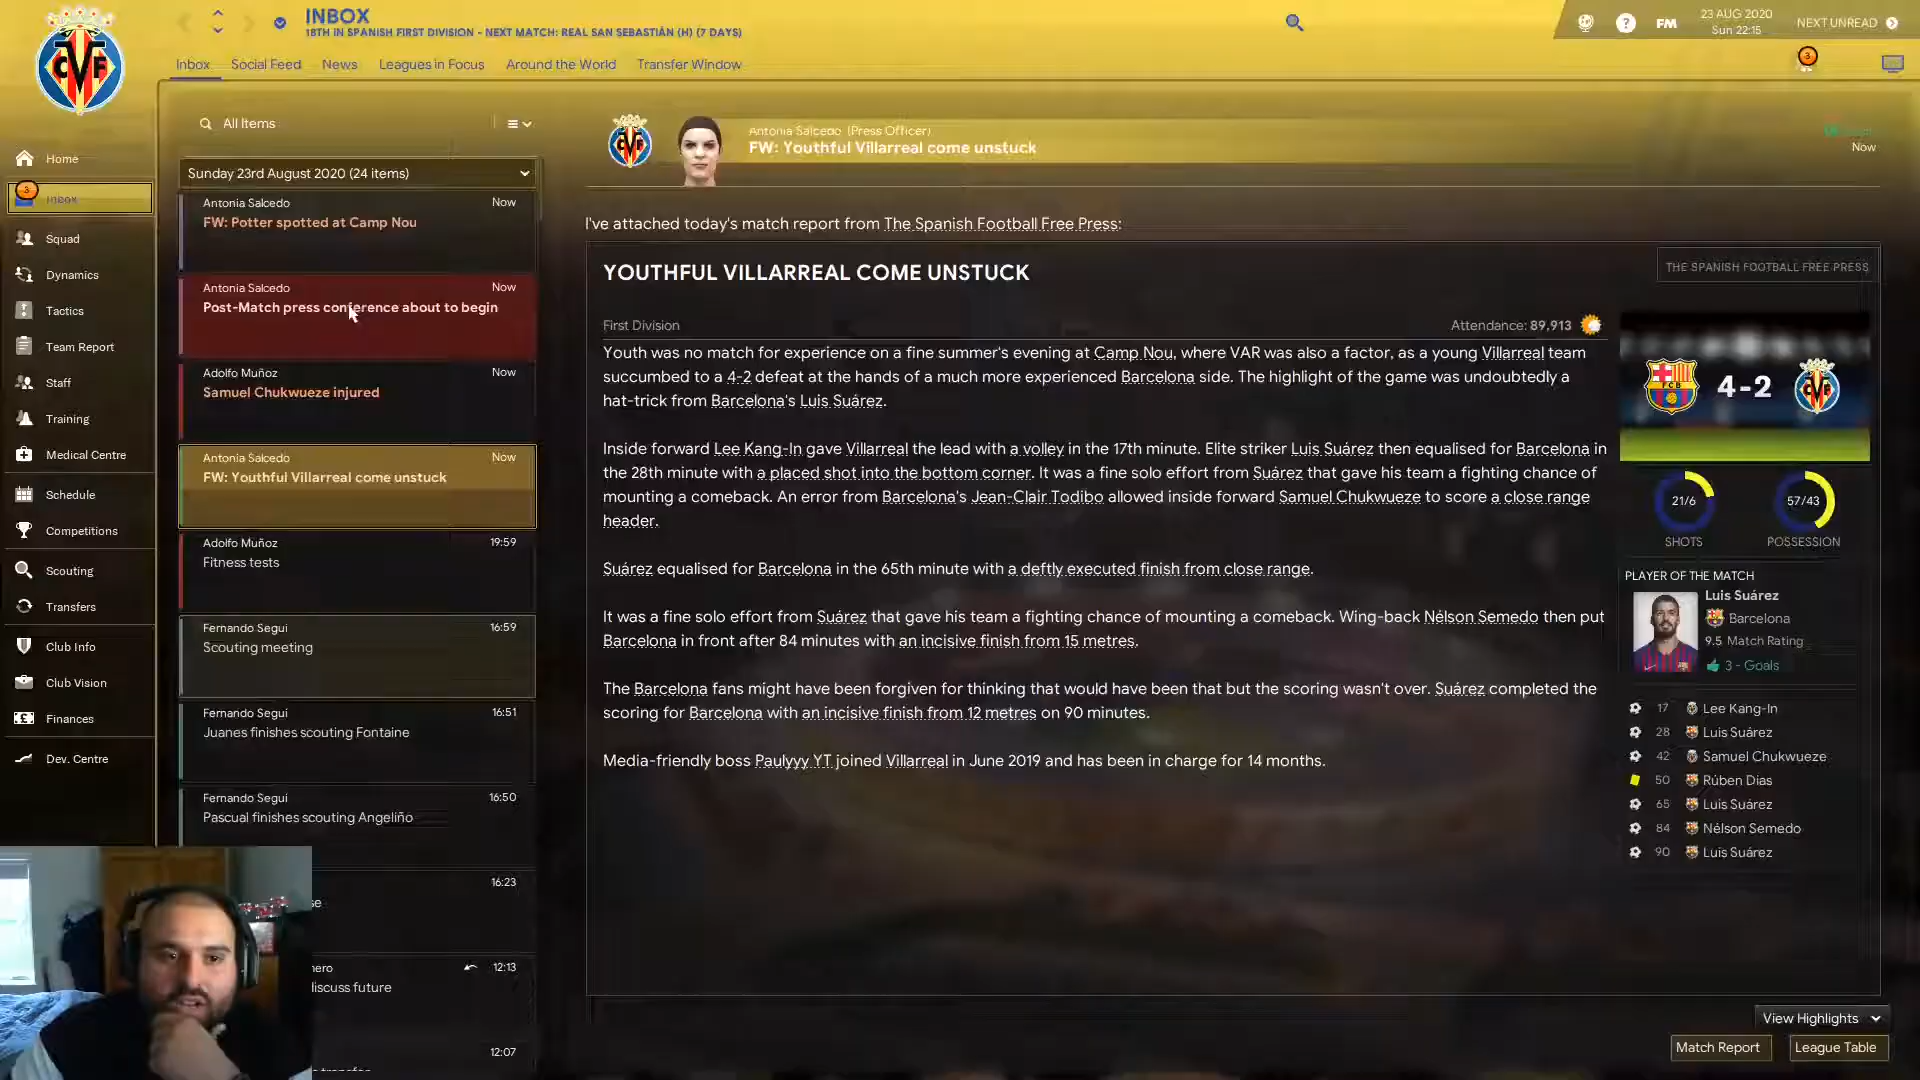 INBOX
18TH IN SPANISH FIRST DIVISION - NEXT MATCH: REAL SAN SEBASTIÁN (H) (7 DAYS)
FM
23 AUG 2020
Sun 22:15
NEXT UNREAD
Inbox
Social Feed
News
Leagues in Focus
Around the World
Transfer Window
3
Home
3
Inbox
Squad
Dynamics
Tactics
Team Report
Staff
Training
Medical Centre
Schedule
Competitions
Scouting
Transfers
Club Info
Club Vision
Finances
Dev. Centre
All Items
Sunday 23rd August 2020 (24 items)
Antonia Salcedo Now
FW: Potter spotted at Camp Nou
Antonia Salcedo Now
Post-Match press conference about to begin
Adolfo Muñoz Now
Samuel Chukwueze injured
Antonia Salcedo Now
FW: Youthful Villarreal come unstuck
Adolfo Muñoz 19:59
Fitness tests
Fernando Seguí 16:59
Scouting meeting
Fernando Seguí 16:51
Juanes finishes scouting Fontaine
Fernando Seguí 16:50
Pascual finishes scouting Angeliño
16:23
12:13
discuss future
12:07
Antonia Salcedo (Press Officer)
FW: Youthful Villarreal come unstuck
Now
I've attached today's match report from The Spanish Football Free Press:
YOUTHFUL VILLARREAL COME UNSTUCK
THE SPANISH FOOTBALL FREE PRESS
First Division
Attendance: 89,913
Youth was no match for experience on a fine summer's evening at Camp Nou, where VAR was also a factor, as a young Villarreal team
succumbed to a 4-2 defeat at the hands of a much more experienced Barcelona side. The highlight of the game was undoubtedly a
hat-trick from Barcelona's Luis Suárez.
Inside forward Lee Kang-In gave Villarreal the lead with a volley in the 17th minute. Elite striker Luis Suárez then equalised for Barcelona in
the 28th minute with a placed shot into the bottom corner. It was a fine solo effort from Suárez that gave his team a fighting chance of
mounting a comeback. An error from Barcelona's Jean-Clair Todibo allowed inside forward Samuel Chukwueze to score a close range
header.
Suárez equalised for Barcelona in the 65th minute with a deftly executed finish from close range.
It was a fine solo effort from Suárez that gave his team a fighting chance of mounting a comeback. Wing-back Nélson Semedo then put
Barcelona in front after 84 minutes with an incisive finish from 15 metres.
The Barcelona fans might have been forgiven for thinking that would have been that but the scoring wasn't over. Suárez completed the
scoring for Barcelona with an incisive finish from 12 metres on 90 minutes.
Media-friendly boss Paulyyy YT joined Villarreal in June 2019 and has been in charge for 14 months.
4-2
21/6
SHOTS
57/43
POSSESSION
PLAYER OF THE MATCH
Luis Suárez
Barcelona
9.5 Match Rating
3 - Goals
17 Lee Kang-In
28 Luis Suárez
42 Samuel Chukwueze
50 Rúben Dias
65 Luis Suárez
84 Nélson Semedo
90 Luis Suárez
View Highlights
Match Report
League Table